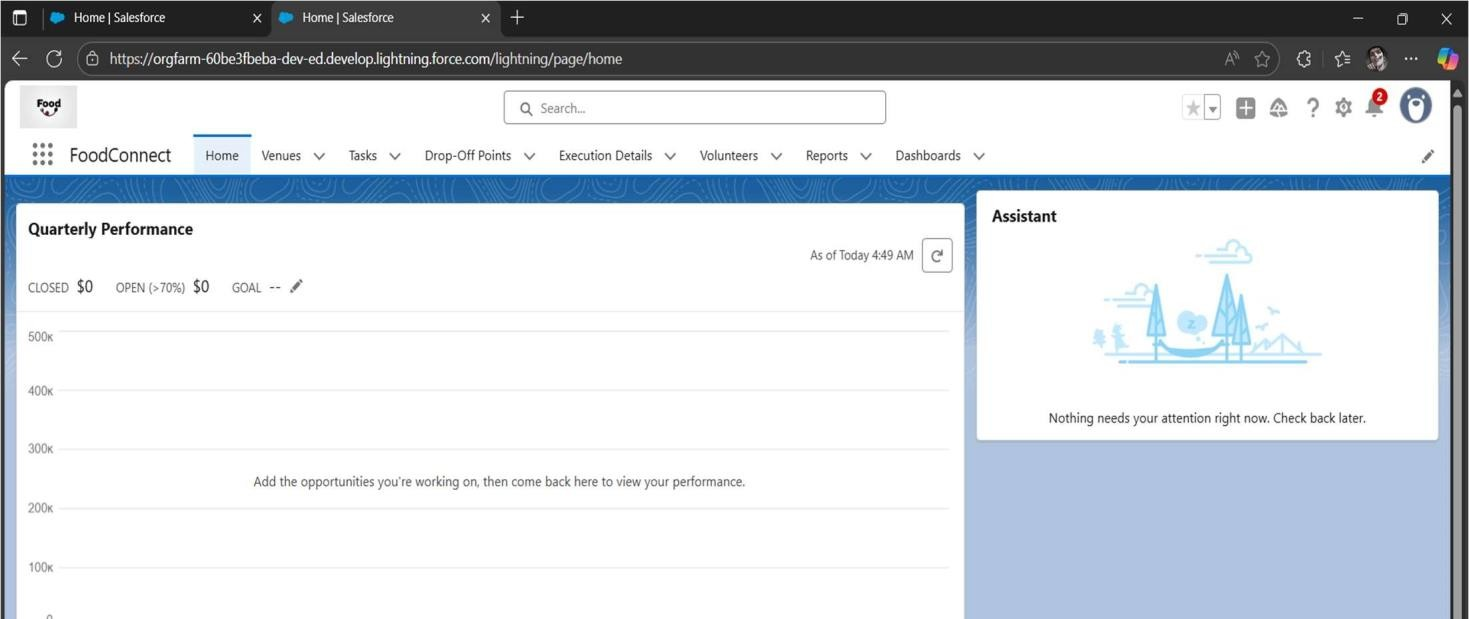 Home | Salesforce
Home | Salesforce
https://orgfarm-60be3fbeba-dev-ed.develop.lightning.force.com/lightning/page/home
Food
Search...
2
FoodConnect
Home
Venues
Tasks
Drop-Off Points
Execution Details
Volunteers
Reports
Dashboards
Quarterly Performance
As of Today 4:49 AM
CLOSED $0 OPEN (>70%) $0 GOAL --
500K
400K
300K
Add the opportunities you're working on, then come back here to view your performance.
200K
100K
0
Assistant
z
Nothing needs your attention right now. Check back later.